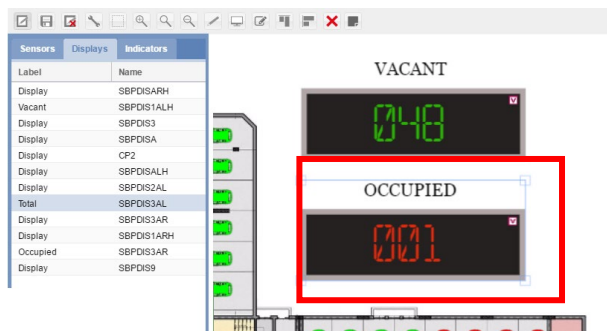 Sensors Displays Indicators
Label Name
Display SBPDISARH
Vacant SBPDIS1ALH
Display SBPDIS3
Display SBPDISA
Display CP2
Display SBPDISALH
Display SBPDIS2AL
Total SBPDIS3AL
Display SBPDIS3AR
Display SBPDIS1ARH
Occupied SBPDIS3AR
Display SBPDIS9
VACANT
V
048
OCCUPIED
V
001